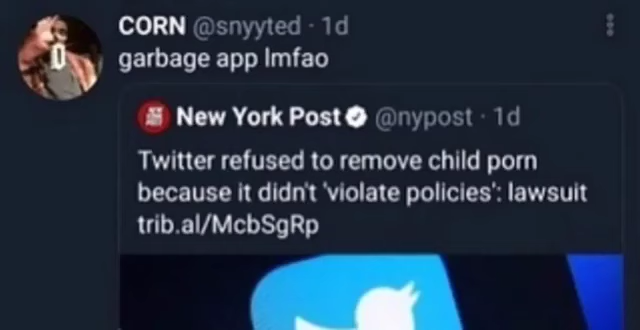 CORN @snyyted · 1d
garbage app lmfao
New York Post @nypost · 1d
Twitter refused to remove child porn
because it didn't 'violate policies': lawsuit
trib.al/McbSgRp